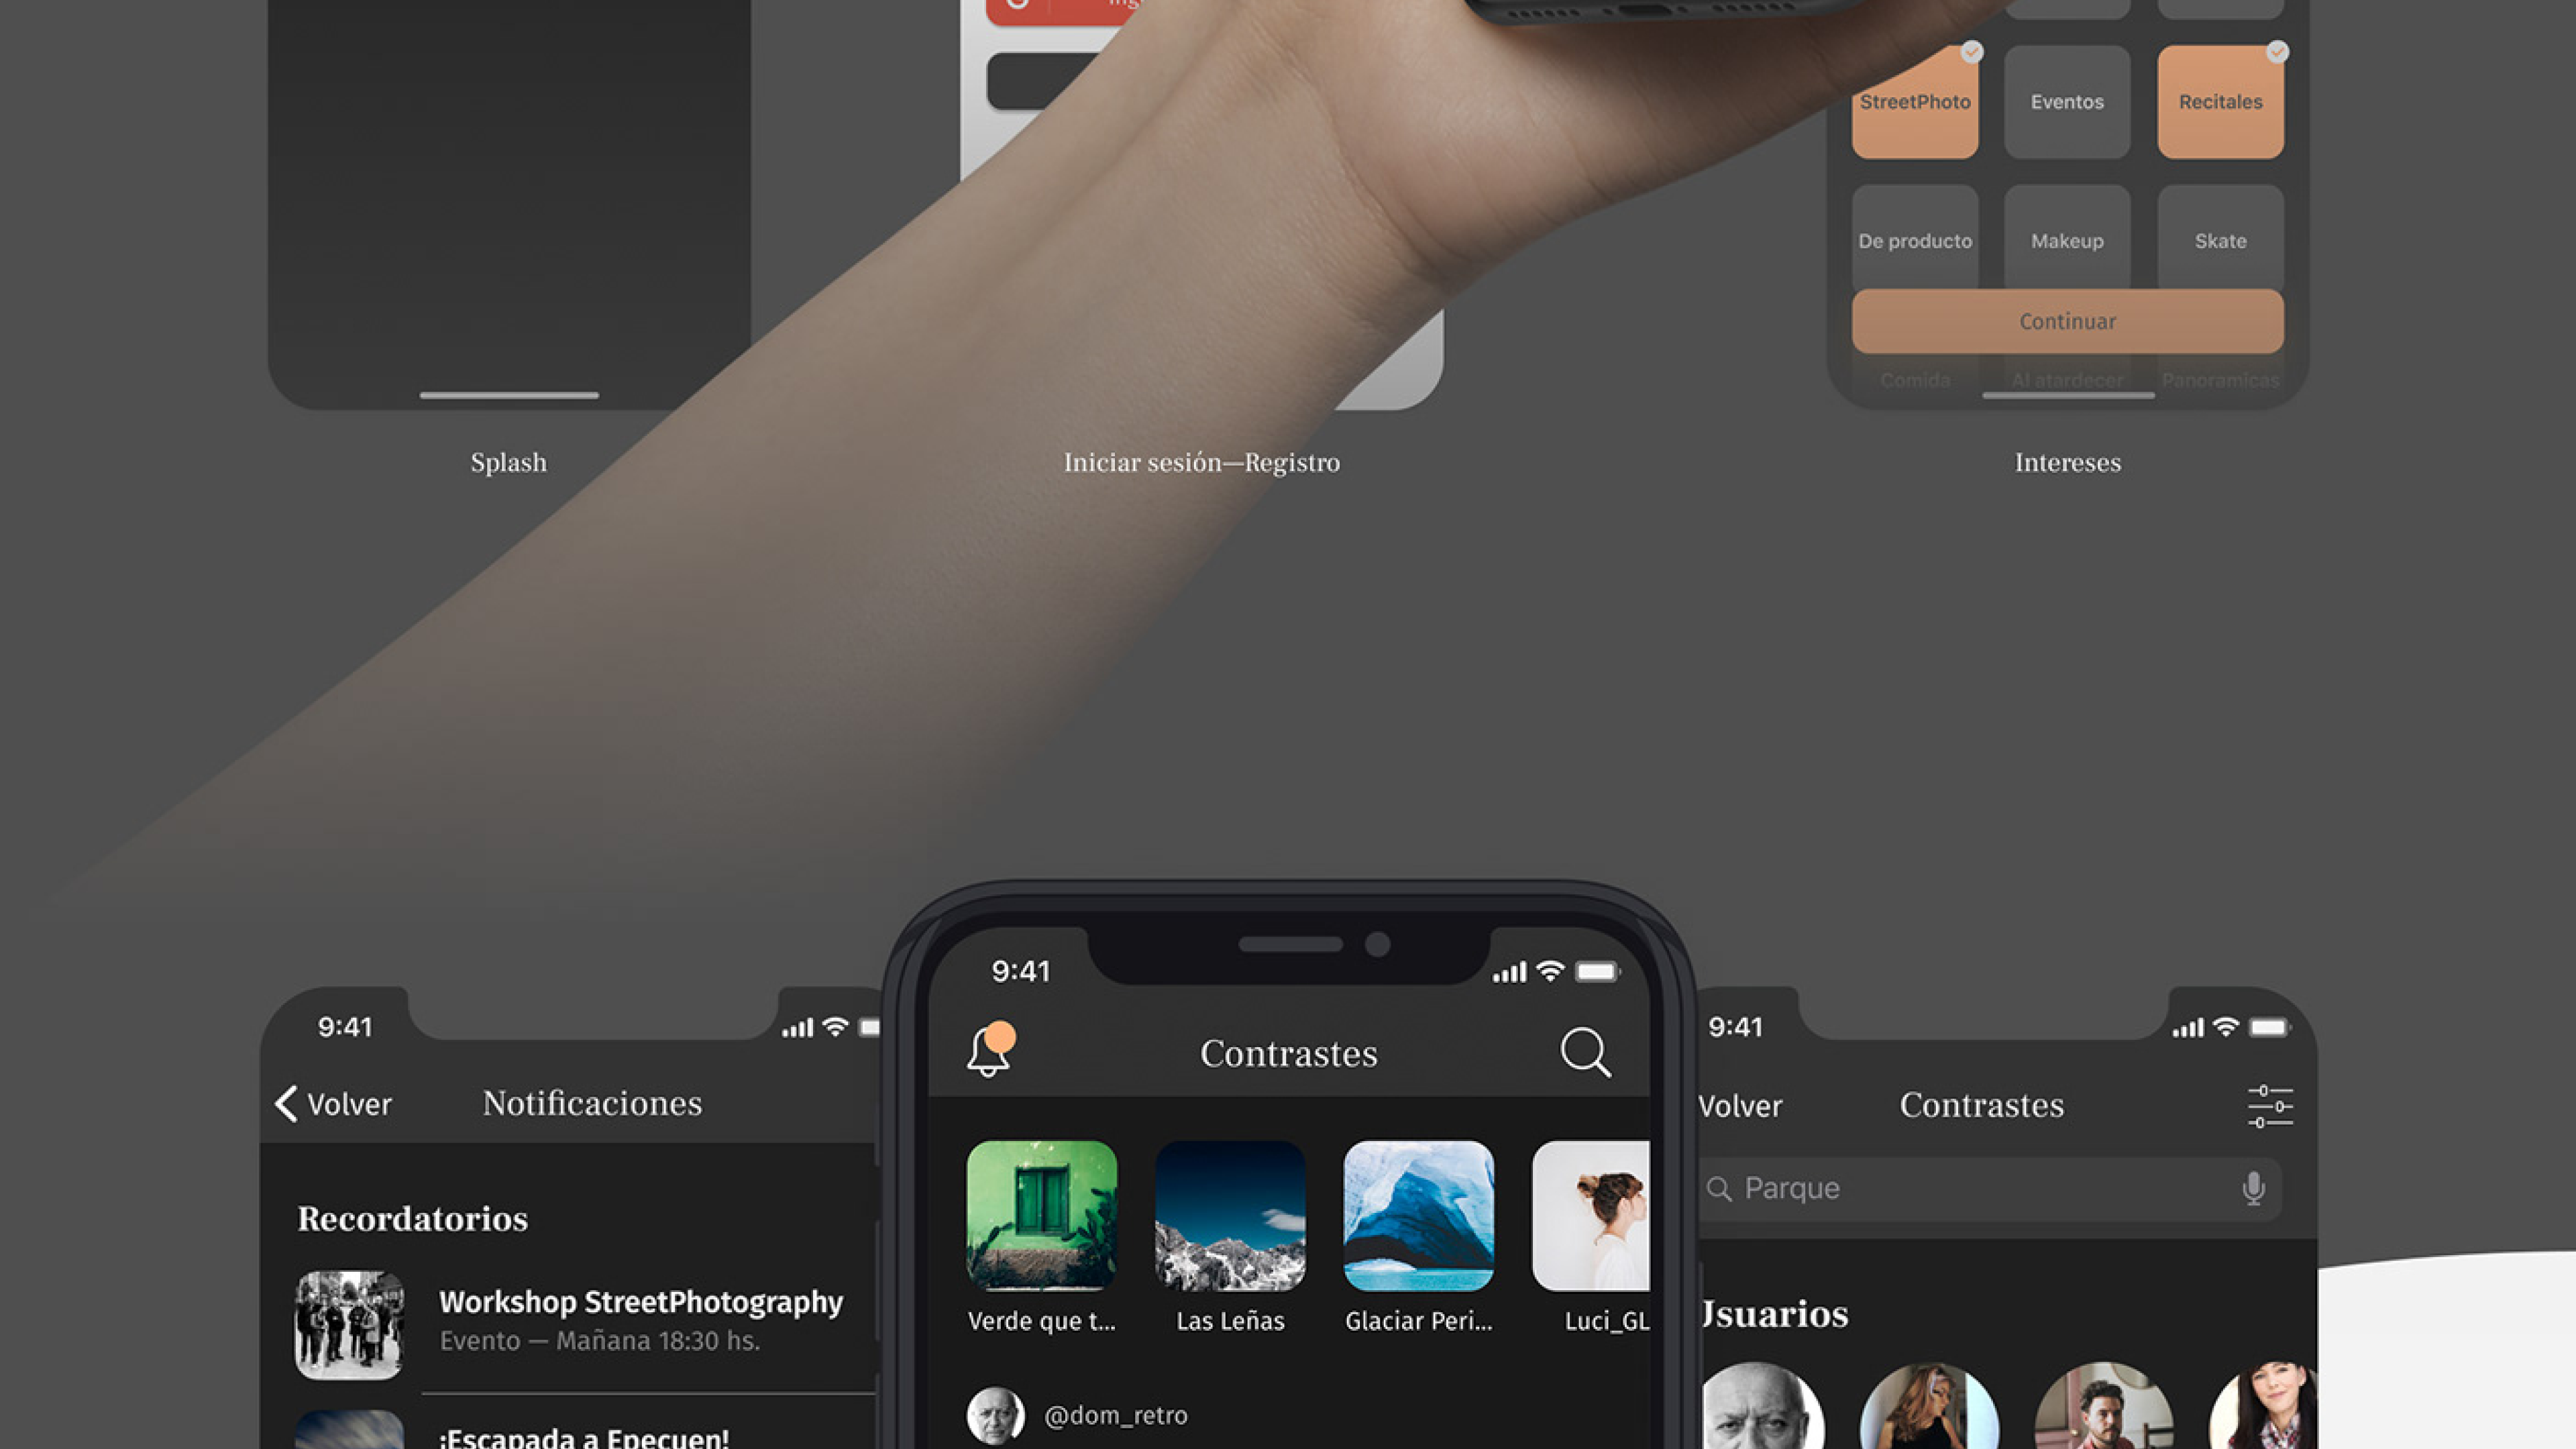 StreetPhoto
Eventos
Recitales
De producto
Makeup
Skate
Continuar
Comida
Al atardecer
Panoramicas
Splash
Iniciar sesión—Registro
Intereses
9:41
Volver
Notificaciones
Recordatorios
Workshop StreetPhotography
Evento — Mañana 18:30 hs.
¡Escapada a Epecuen!
9:41
Contrastes
Verde que t...
Las Leñas
Glaciar Peri...
Luci_GL
@dom_retro
9:41
Volver
Contrastes
Parque
Usuarios